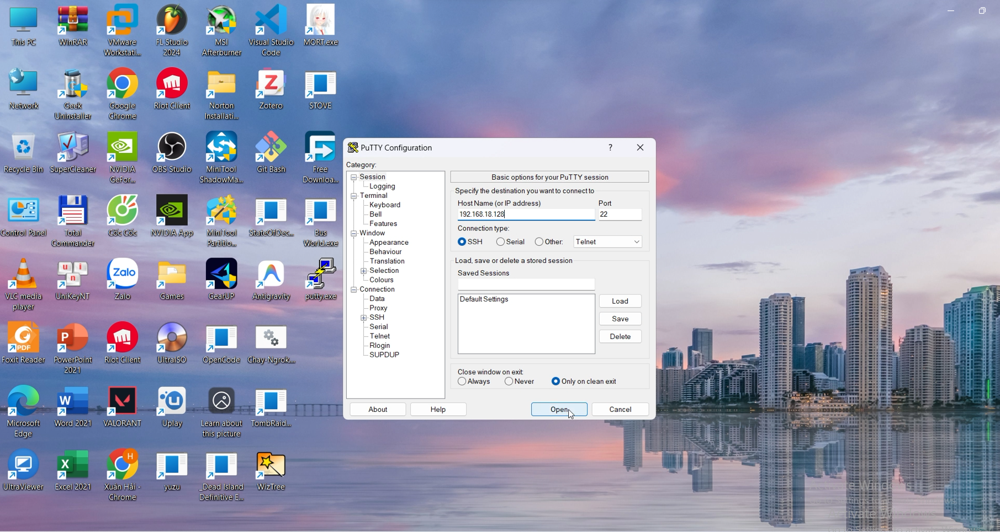 This PC
WinRAR
VMware
Workstati...
FL Studio
2024
MSI
Afterburner
Visual Studio
Code
MORT.exe
Network
Geek
Uninstaller
Google
Chrome
Riot Client
Norton
Installati...
Zotero
STOVE
Recycle Bin
SuperCleaner
NVIDIA
GeFor...
OBS Studio
MiniTool
ShadowMa...
Git Bash
Free
Downloa...
Control Panel
Total
Commander
Cốc Cốc
NVIDIA App
MiniTool
Partitio...
StateOfDec...
Bus
World.exe
VLC media
player
UniKeyNT
Zalo
Zalo
Games
GearUP
Antigravity
putty.exe
PDF
Foxit Reader
PowerPoint
2021
Riot Client
UltraISO
OpenCode
Chay-Ngrok...
Microsoft
Edge
Word 2021
VALORANT
Uplay
Learn about
this picture
TombRaid...
UltraViewer
Excel 2021
Xuân Hải -
Chrome
yuzu
_Dead Island
Definitive E...
WizTree
PuTTY Configuration
?
Category:
Session
Logging
Terminal
Keyboard
Bell
Features
Window
Appearance
Behaviour
Translation
Selection
Colours
Connection
Data
Proxy
SSH
Serial
Telnet
Rlogin
SUPDUP
Basic options for your PuTTY session
Specify the destination you want to connect to
Host Name (or IP address)
Port
192.168.18.128
22
Connection type:
SSH
Serial
Other:
Telnet
Load, save or delete a stored session
Saved Sessions
Default Settings
Load
Save
Delete
Close window on exit:
Always
Never
Only on clean exit
About
Help
Open
Cancel